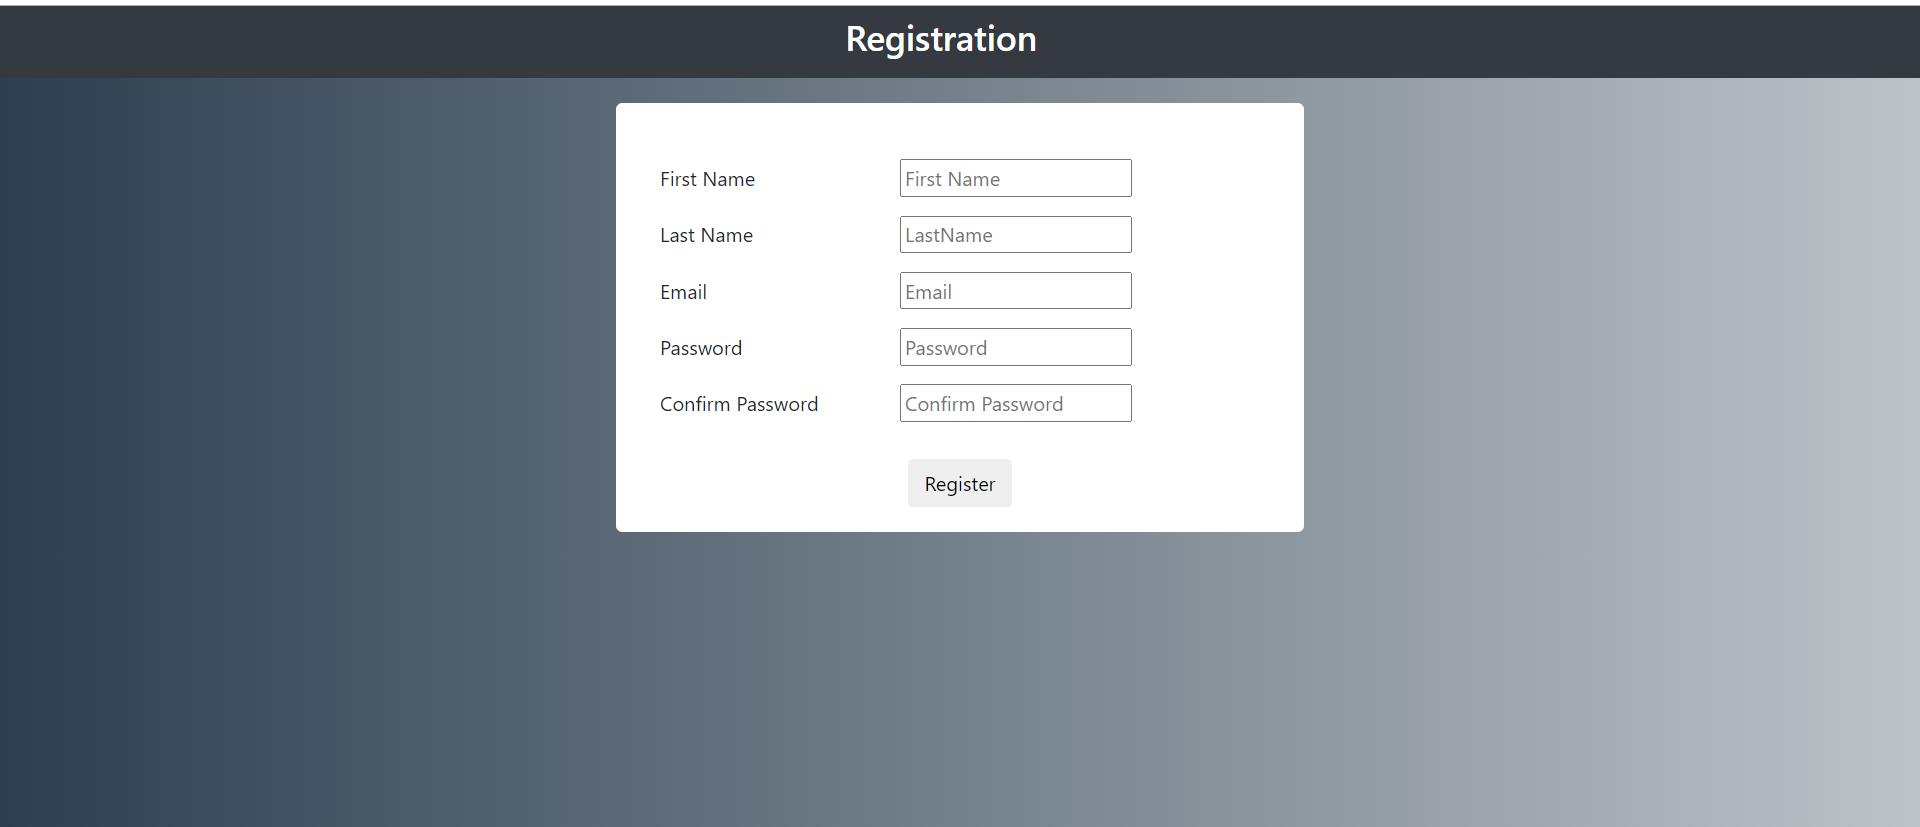 Registration
First Name First Name
Last Name LastName
Email Email
Password Password
Confirm Password Confirm Password
Register